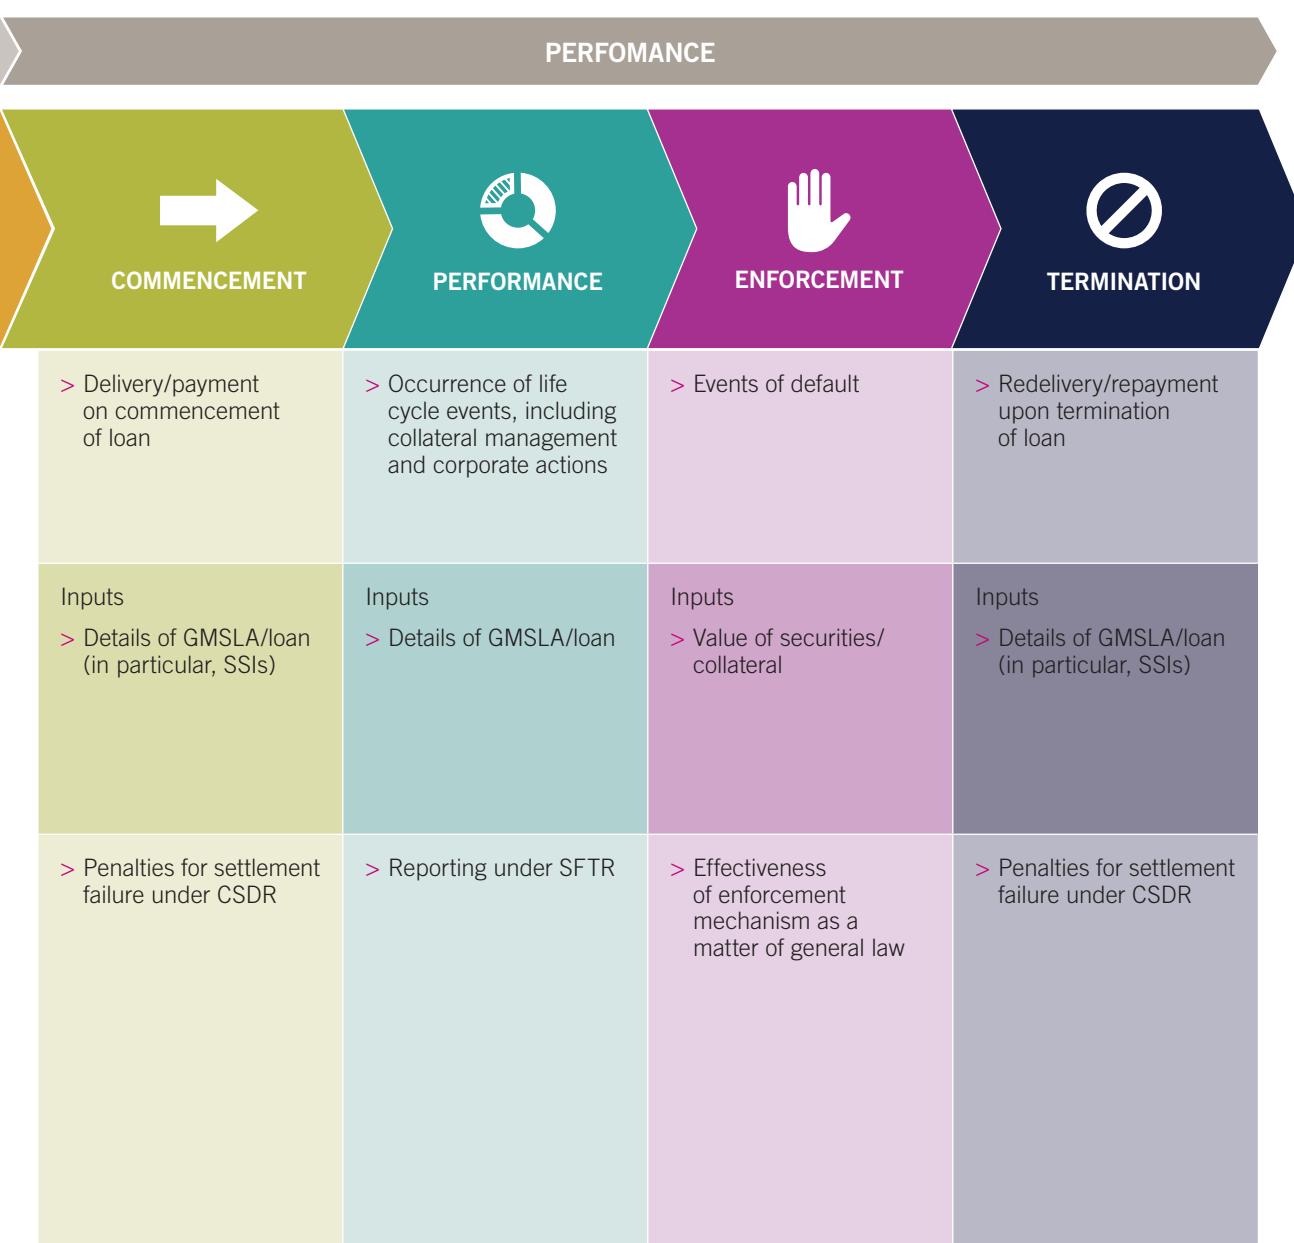 PERFOMANCE
COMMENCEMENT
PERFORMANCE
ENFORCEMENT
TERMINATION
> Delivery/payment
on commencement
of loan
> Occurrence of life
cycle events, including
collateral management
and corporate actions
> Events of default
> Redelivery/repayment
upon termination
of loan
Inputs
> Details of GMSLA/loan
(in particular, SSIs)
Inputs
> Details of GMSLA/loan
Inputs
> Value of securities/
collateral
Inputs
> Details of GMSLA/loan
(in particular, SSIs)
> Penalties for settlement
failure under CSDR
> Reporting under SFTR
> Effectiveness
of enforcement
mechanism as a
matter of general law
> Penalties for settlement
failure under CSDR